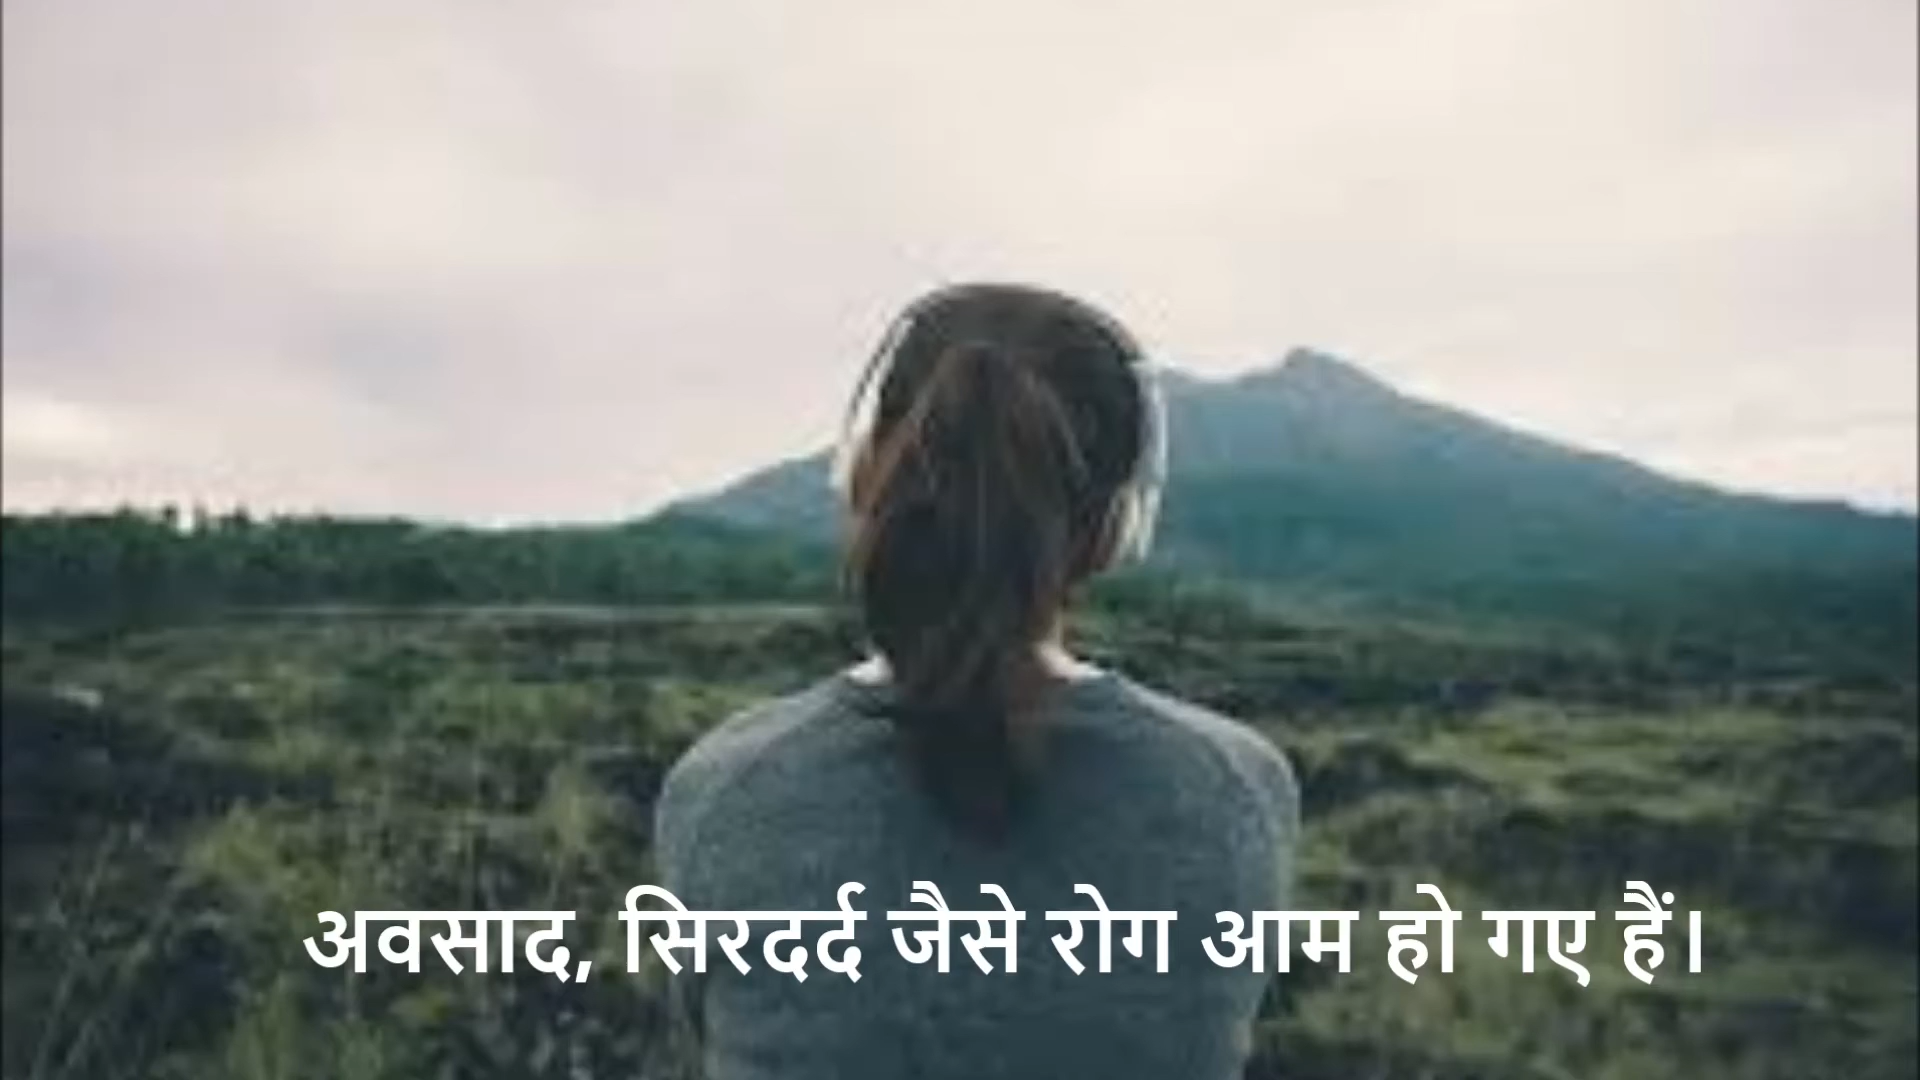 अवसाद, सिरदर्द जैसे रोग आम हो गए हैं।